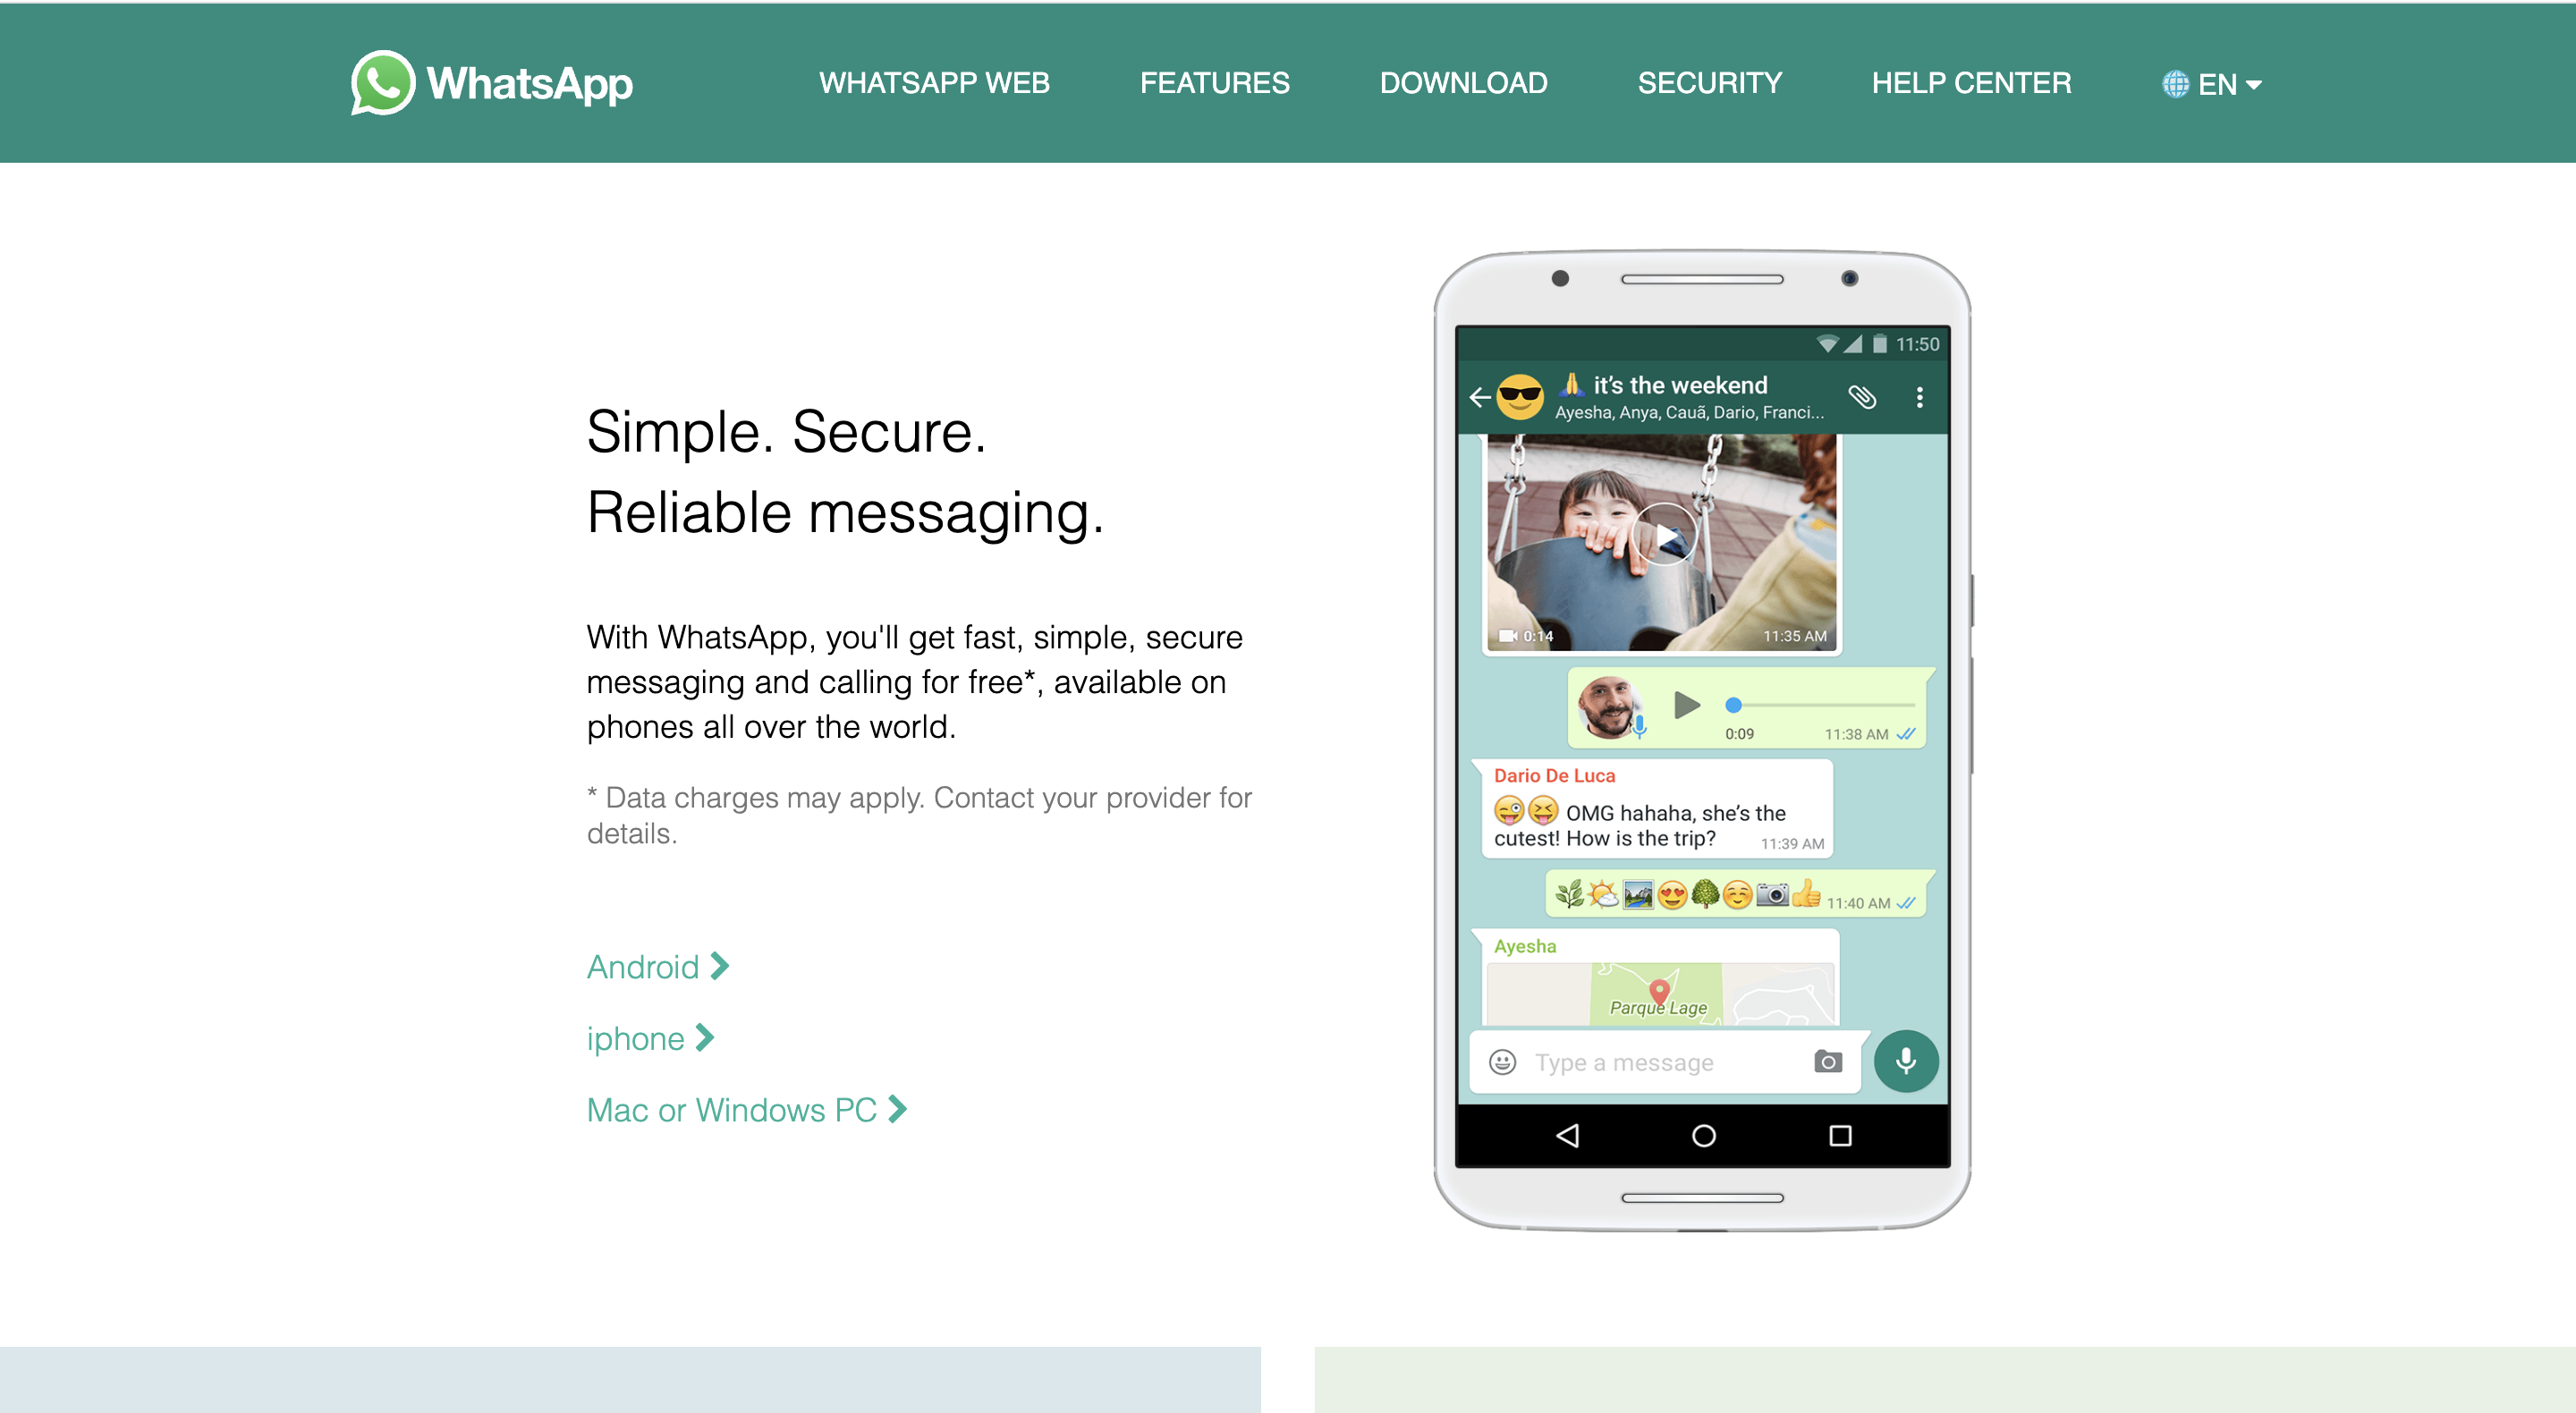 WhatsApp
WHATSAPP WEB
FEATURES
DOWNLOAD
SECURITY
HELP CENTER
EN
Simple. Secure.
Reliable messaging.
With WhatsApp, you'll get fast, simple, secure
messaging and calling for free*, available on
phones all over the world.
* Data charges may apply. Contact your provider for
details.
Android
iphone
Mac or Windows PC
11:50
🙏 it’s the weekend
Ayesha, Anya, Cauã, Dario, Franci...
0:14
11:35 AM
0:09
11:38 AM
Dario De Luca
😜😝 OMG hahaha, she’s the
cutest! How is the trip?
11:39 AM
🌿🌤🏞😍🌳☺️📷👍
11:40 AM
Ayesha
Parque Lage
Type a message